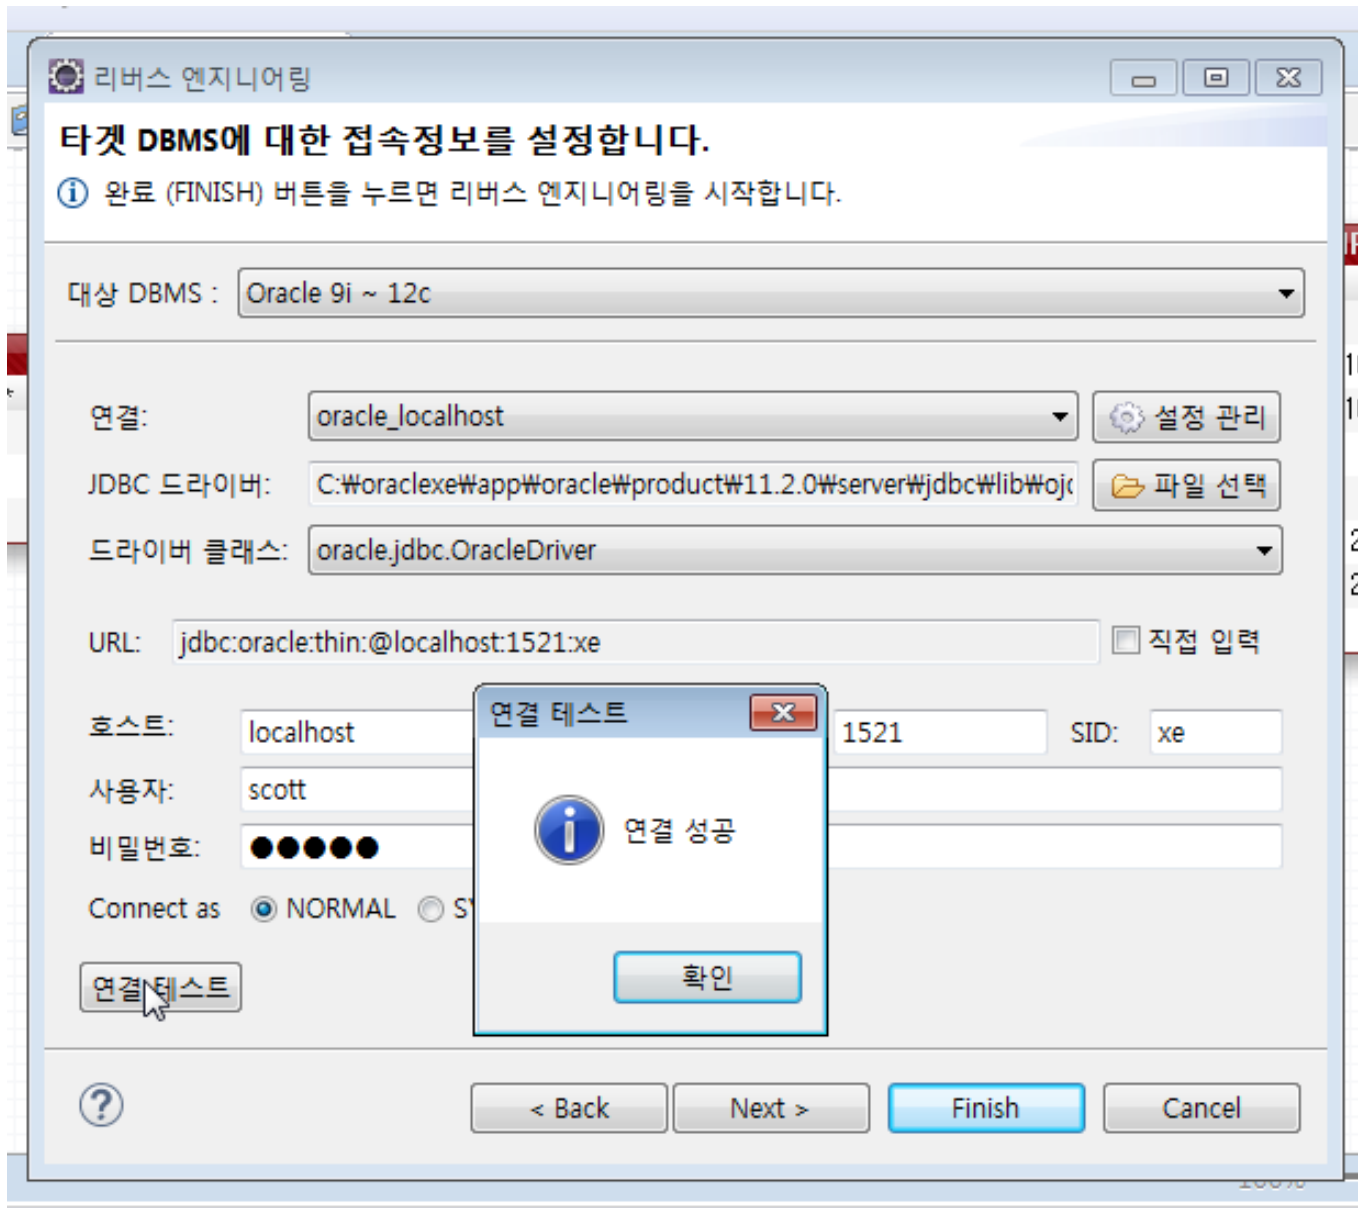 리버스 엔지니어링
타겟 DBMS에 대한 접속정보를 설정합니다.
완료 (FINISH) 버튼을 누르면 리버스 엔지니어링을 시작합니다.
대상 DBMS : Oracle 9i ~ 12c
연결: oracle_localhost 설정 관리
JDBC 드라이버: C:₩oraclexe₩app₩oracle₩product₩11.2.0₩server₩jdbc₩lib₩ojc 파일 선택
드라이버 클래스: oracle.jdbc.OracleDriver
URL: jdbc:oracle:thin:@localhost:1521:xe 직접 입력
연결 테스트
호스트: localhost 1521 SID: xe
사용자: scott
연결 성공
비밀번호: ●●●●●
Connect as NORMAL
확인
연결 테스트
< Back Next > Finish Cancel